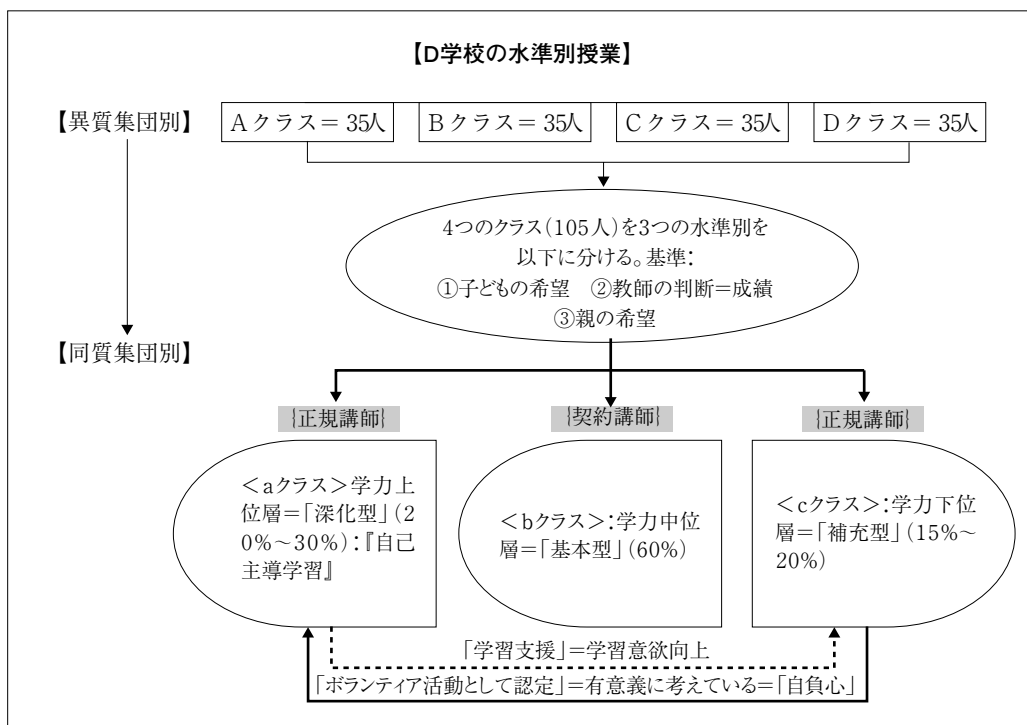 【D学校の水準別授業】
【異質集団別】
Aクラス＝35人
Bクラス＝35人
Cクラス＝35人
Dクラス＝35人
4つのクラス(105人)を3つの水準別を
以下に分ける。基準：
①子どもの希望　②教師の判断＝成績
③親の希望
【同質集団別】
{正規講師}
{契約講師}
{正規講師}
＜aクラス＞学力上
位層＝「深化型」(2
0%～30%)：『自己
主導学習』
＜bクラス＞：学力中位
層＝「基本型」(60%)
＜cクラス＞：学力下位
層＝「補充型」(15%～
20%)
「学習支援」＝学習意欲向上
「ボランティア活動として認定」＝有意義に考えている＝「自負心」